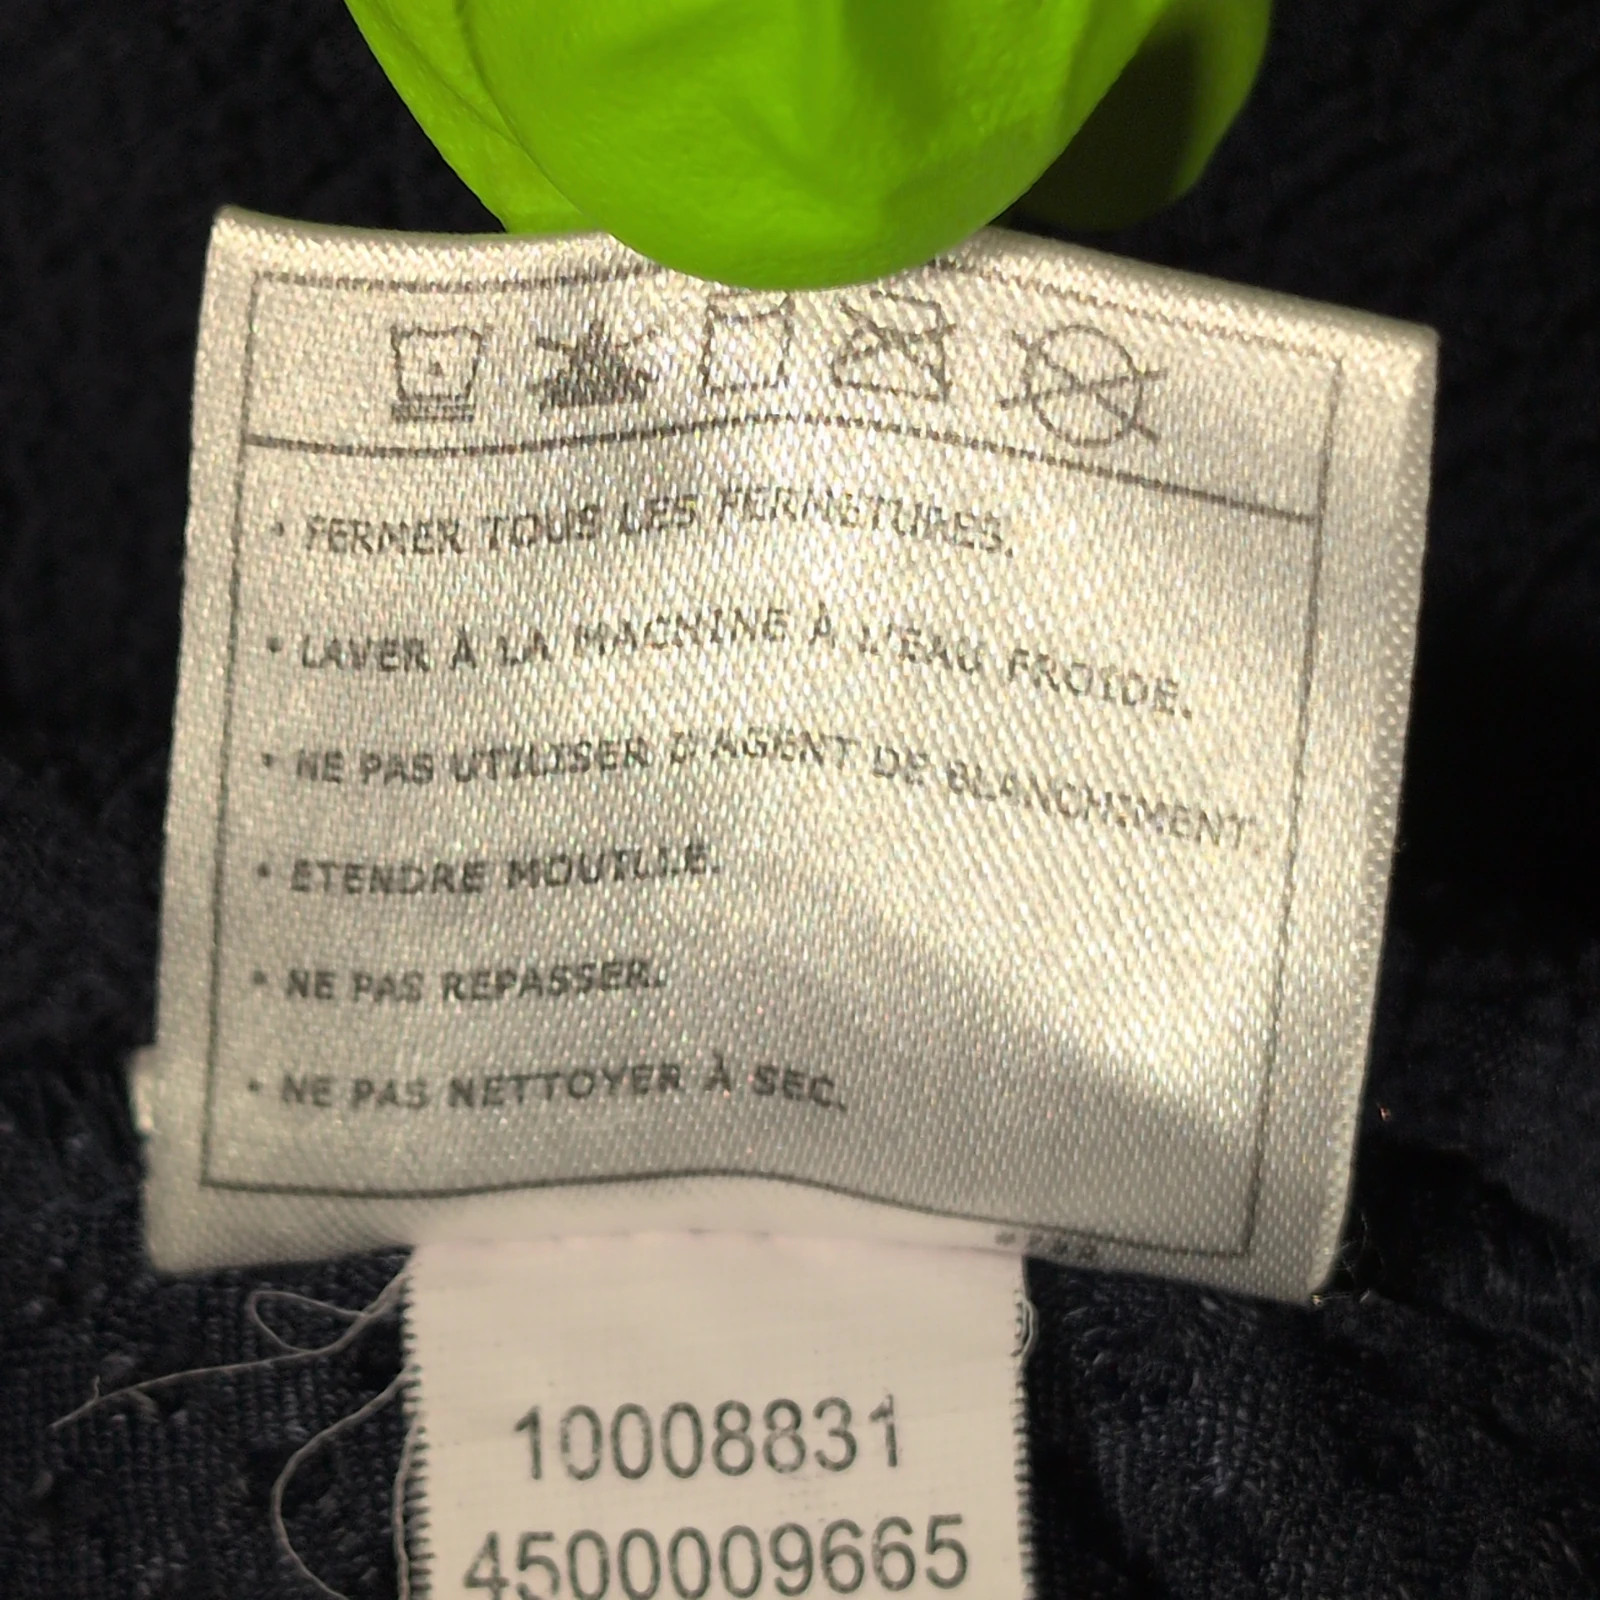 • FERMER TOUS LES FERMETURES.
• LAVER À LA MACHINE À L'EAU FROIDE.
• NE PAS UTILISER D'AGENT DE BLANCHIMENT.
• ETENDRE MOUILLE.
• NE PAS REPASSER.
• NE PAS NETTOYER À SEC.
10008831
4500009665